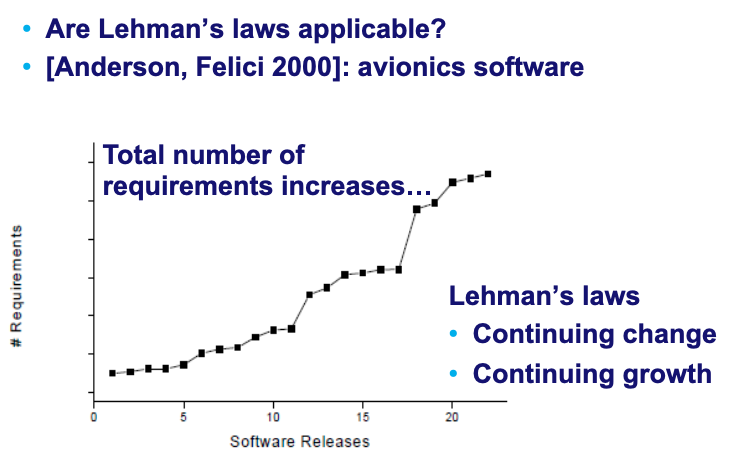 • Are Lehman's laws applicable?
• [Anderson, Felici 2000]: avionics software
Total number of
requirements increases…
# Requirements
Lehman's laws
• Continuing change
• Continuing growth
0 5 10 15 20
Software Releases